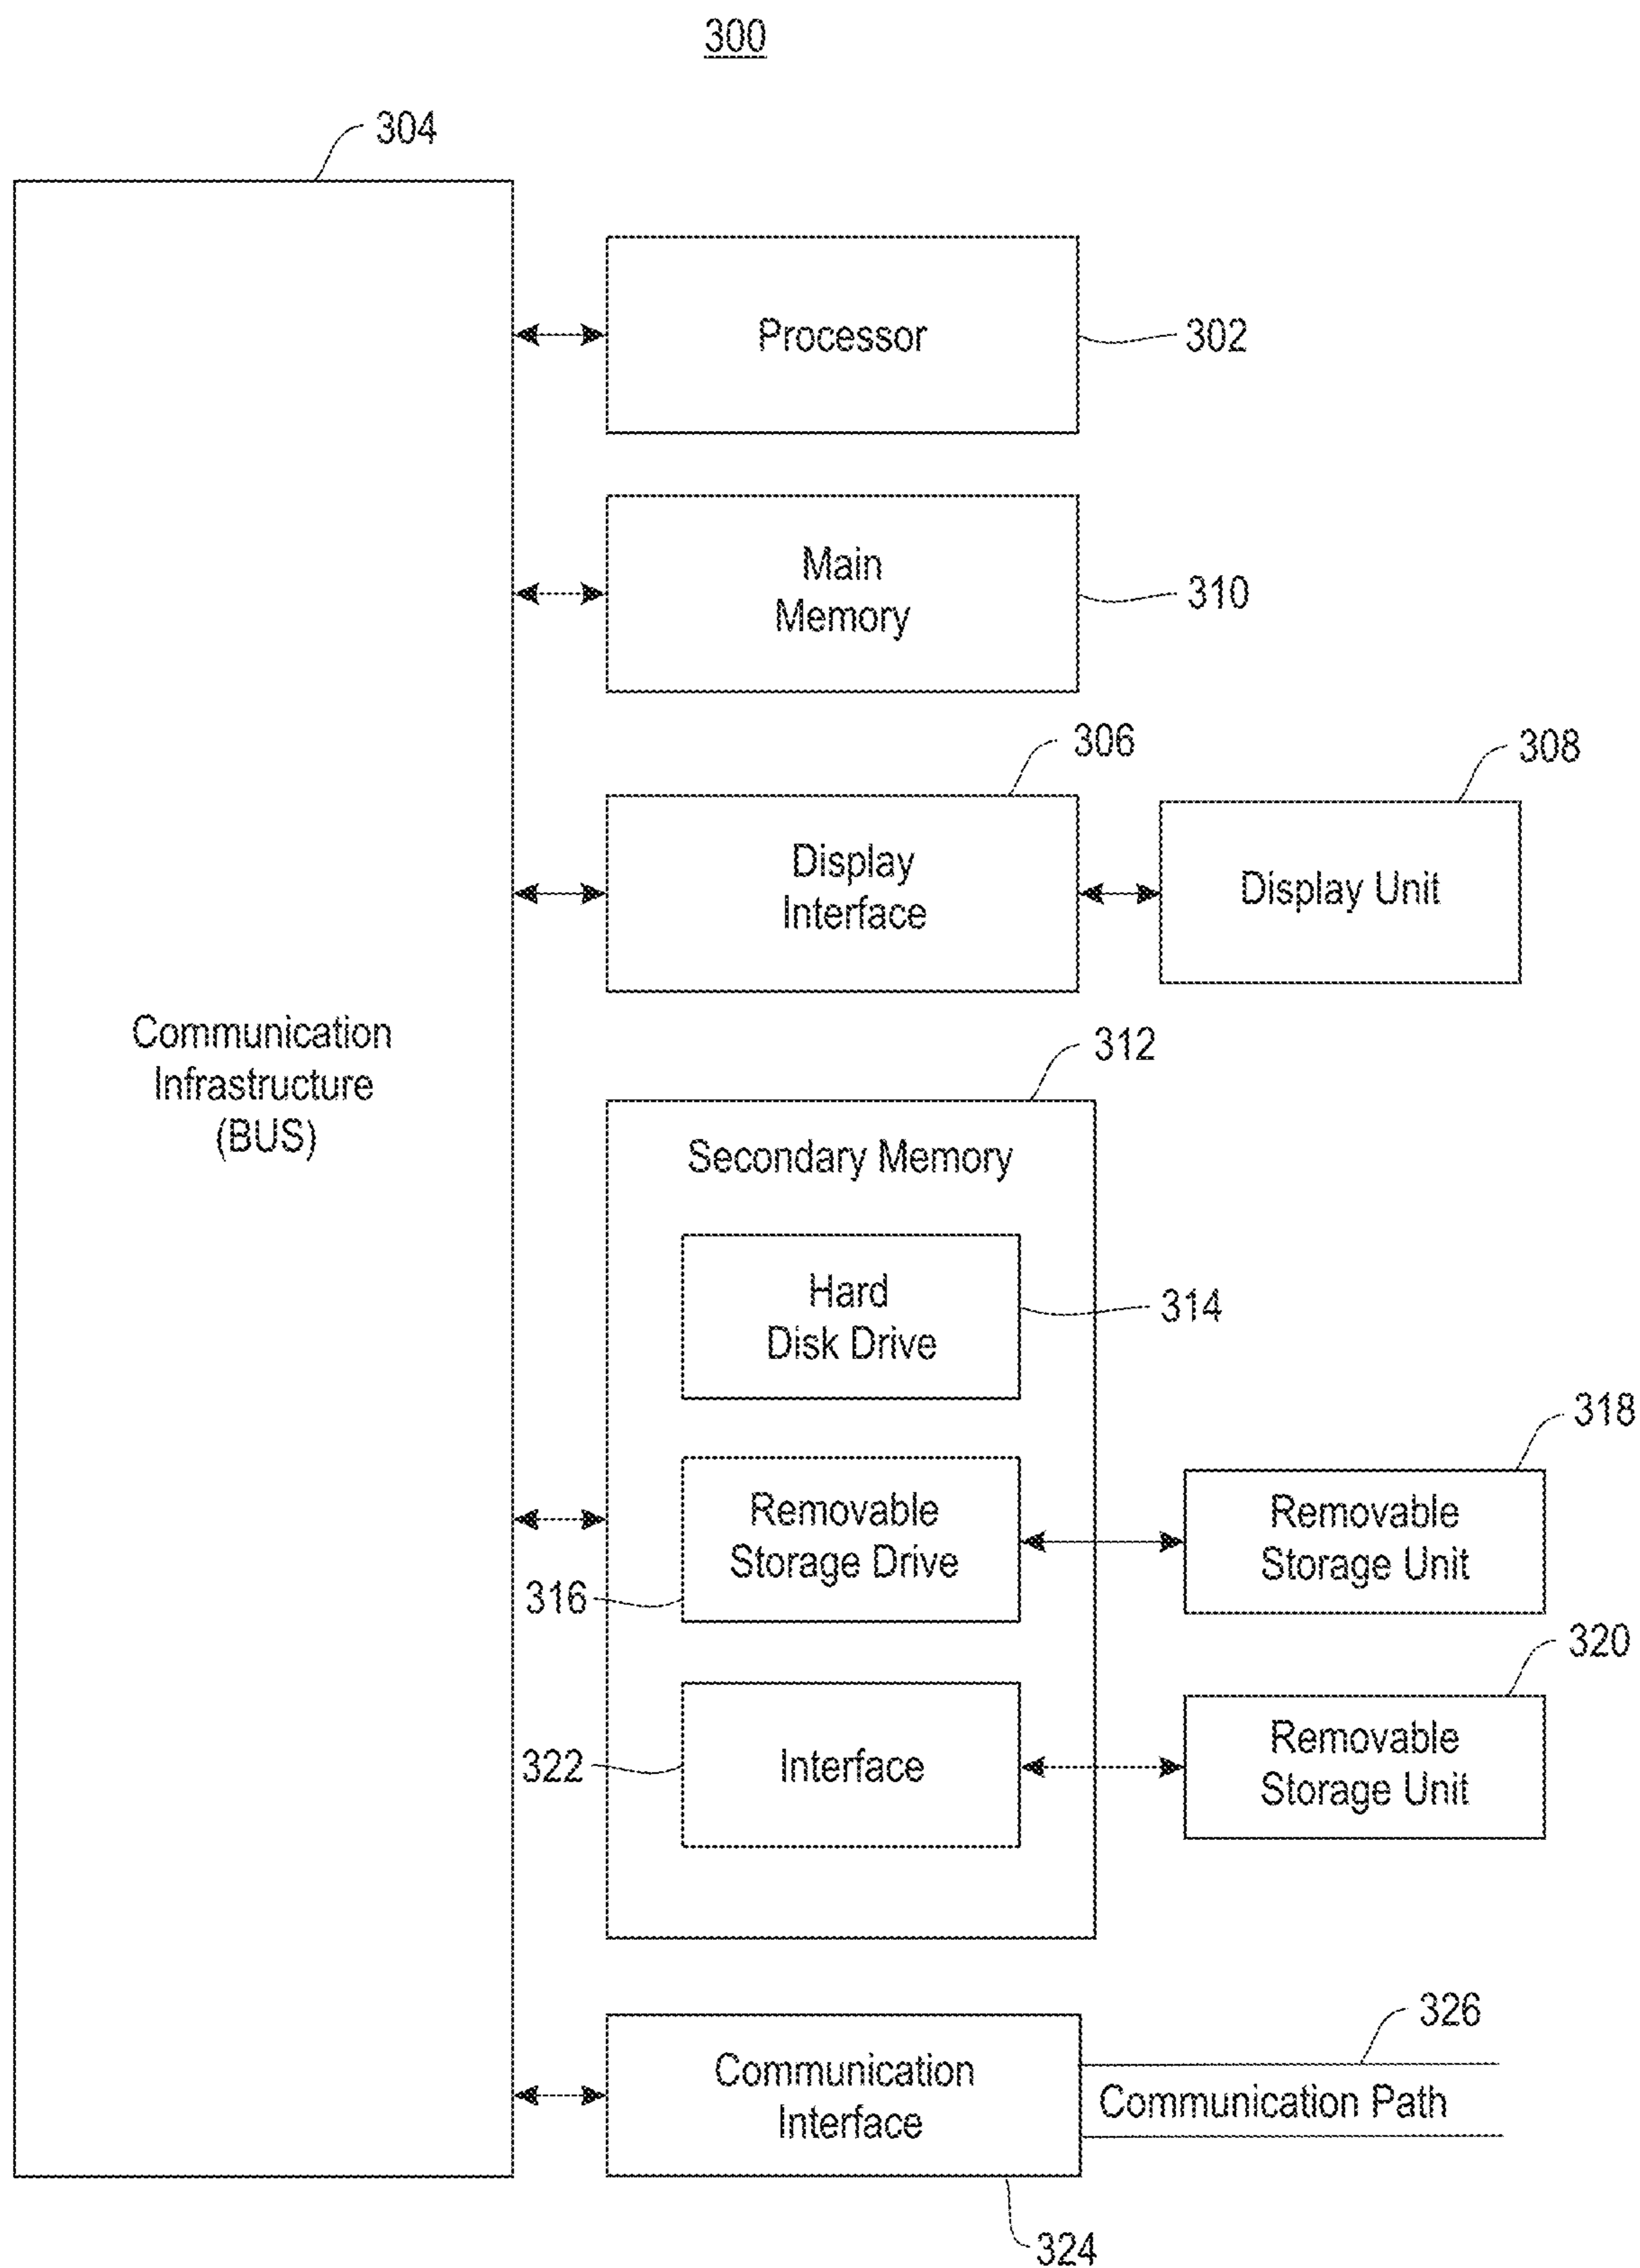 300
304
Processor
302
Main
Memory
310
306
308
Display
Interface
Display Unit
Communication
Infrastructure
(BUS)
312
Secondary Memory
Hard
Disk Drive
314
318
Removable
Storage Drive
316
Removable
Storage Unit
320
322
Interface
Removable
Storage Unit
326
Communication
Interface
Communication Path
324